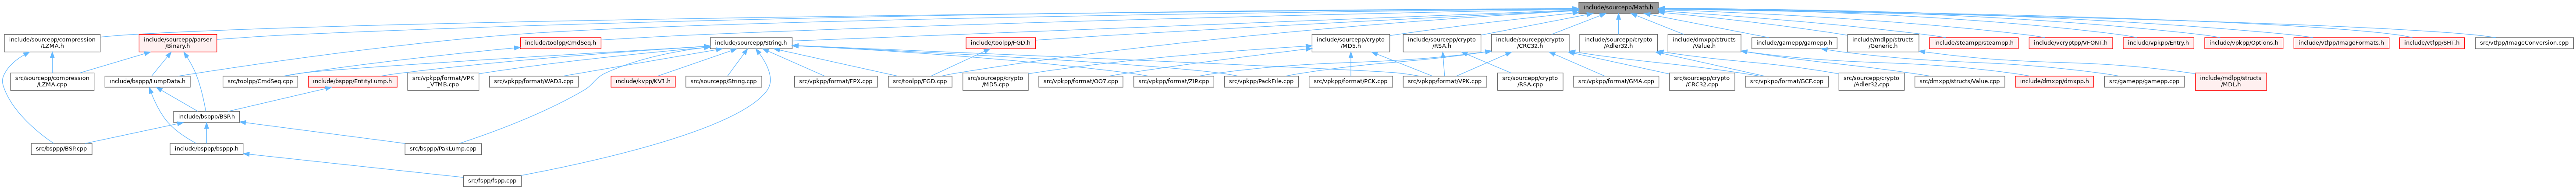 include/sourcepp/Math.h
include/sourcepp/compression
/LZMA.h
include/sourcepp/parser
/Binary.h
include/toolpp/CmdSeq.h
include/sourcepp/String.h
include/toolpp/FGD.h
include/sourcepp/crypto
/MD5.h
include/sourcepp/crypto
/RSA.h
include/sourcepp/crypto
/CRC32.h
include/sourcepp/crypto
/Adler32.h
include/dmxpp/structs
/Value.h
include/gamepp/gamepp.h
include/mdlpp/structs
/Generic.h
include/steampp/steampp.h
include/vcryptpp/VFONT.h
include/vpkpp/Entry.h
include/vpkpp/Options.h
include/vtfpp/ImageFormats.h
include/vtfpp/SHT.h
src/vtfpp/ImageConversion.cpp
src/sourcepp/compression
/LZMA.cpp
include/bsppp/LumpData.h
src/toolpp/CmdSeq.cpp
include/bsppp/EntityLump.h
src/vpkpp/format/VPK
_VTMB.cpp
src/vpkpp/format/WAD3.cpp
include/kvpp/KV1.h
src/sourcepp/String.cpp
src/vpkpp/format/FPX.cpp
src/toolpp/FGD.cpp
src/sourcepp/crypto
/MD5.cpp
src/vpkpp/format/OO7.cpp
src/vpkpp/format/ZIP.cpp
src/vpkpp/PackFile.cpp
src/vpkpp/format/PCK.cpp
src/vpkpp/format/VPK.cpp
src/sourcepp/crypto
/RSA.cpp
src/vpkpp/format/GMA.cpp
src/sourcepp/crypto
/CRC32.cpp
src/vpkpp/format/GCF.cpp
src/sourcepp/crypto
/Adler32.cpp
src/dmxpp/structs/Value.cpp
include/dmxpp/dmxpp.h
src/gamepp/gamepp.cpp
include/mdlpp/structs
/MDL.h
include/bsppp/BSP.h
src/bsppp/BSP.cpp
include/bsppp/bsppp.h
src/bsppp/PakLump.cpp
src/fspp/fspp.cpp